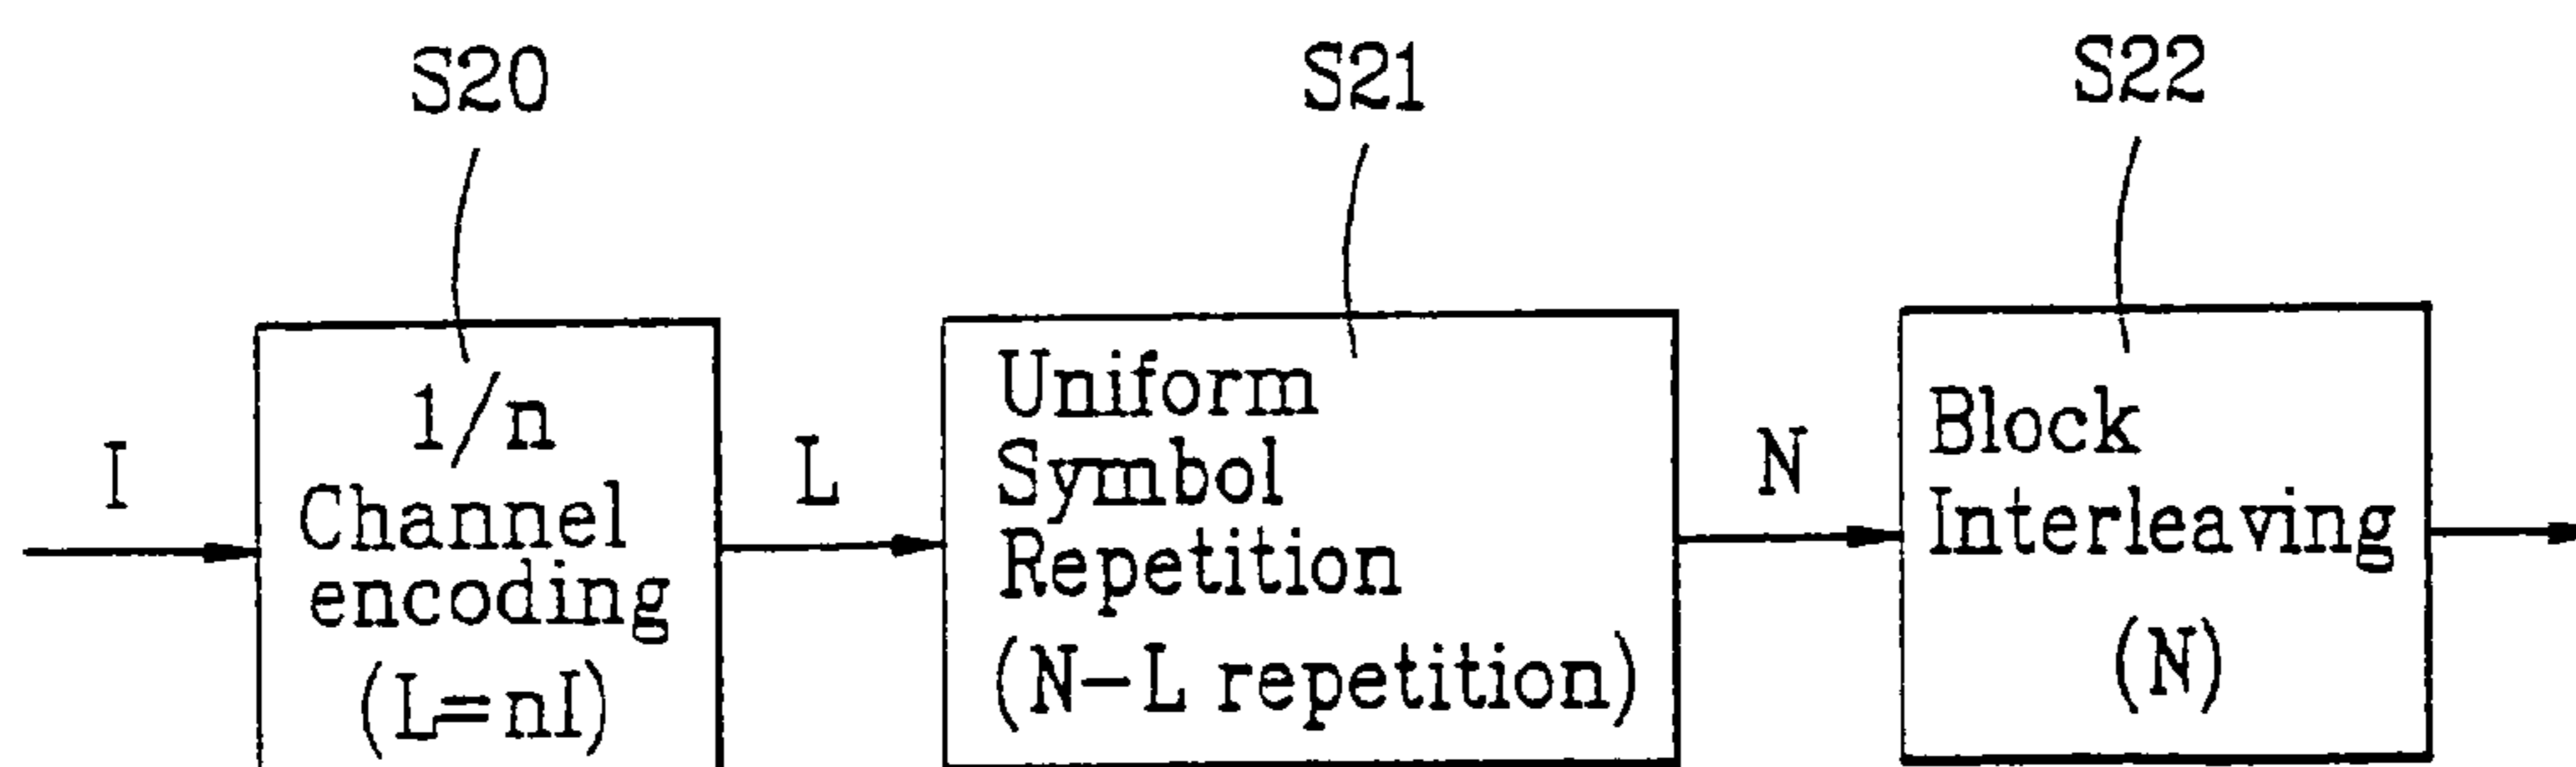 S20
S21
S22
I
1/n
Channel
encoding
(L=nI)
L
Uniform
Symbol
Repetition
(N-L repetition)
N
Block
Interleaving
(N)